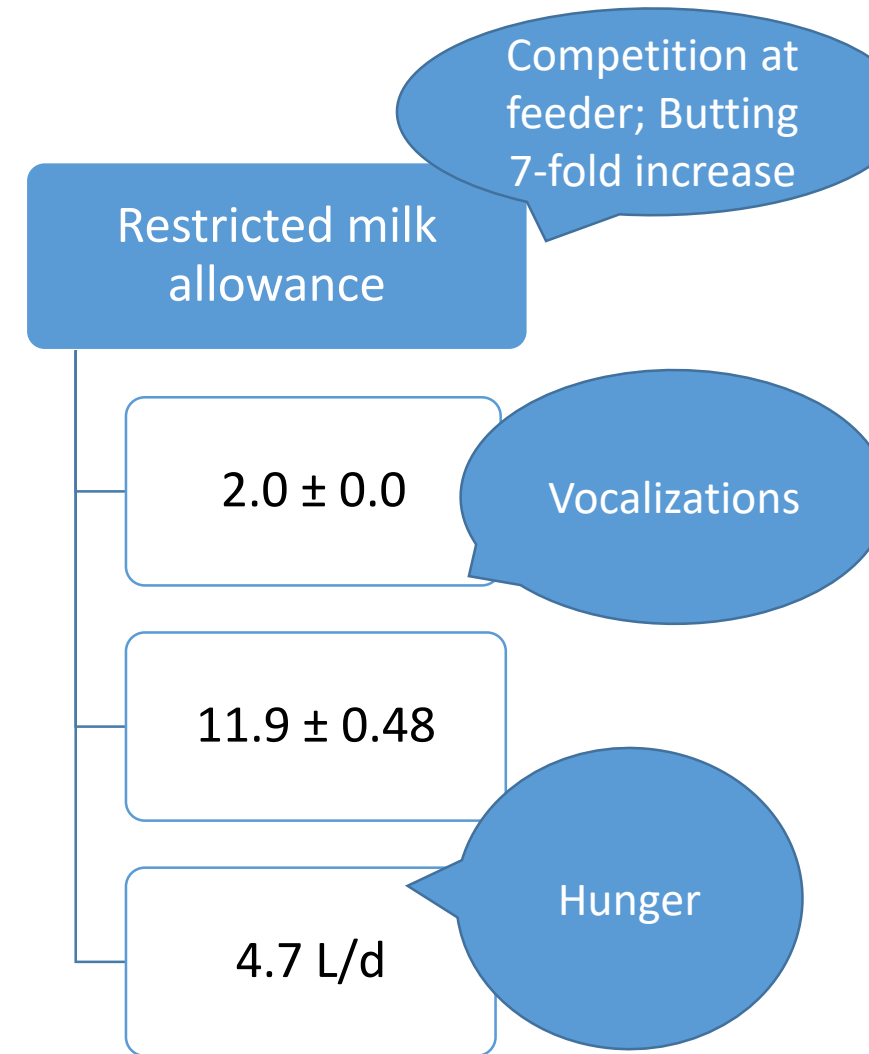 Competition at
feeder; Butting
7-fold increase
Restricted milk
allowance
2.0 ± 0.0
Vocalizations
11.9 ± 0.48
Hunger
4.7 L/d